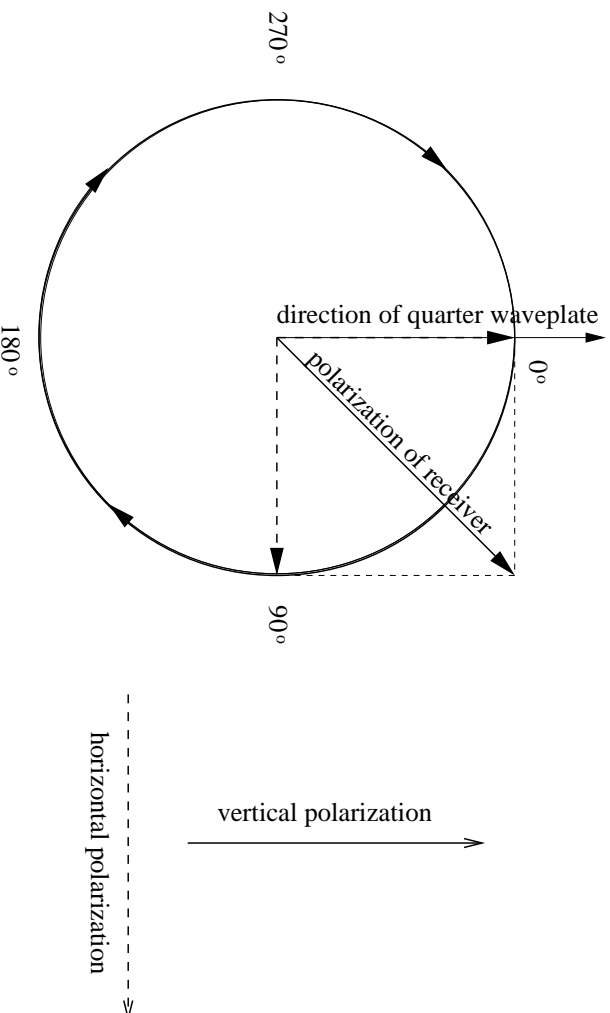 270°
direction of quarter waveplate
0°
polarization of receiver
180°
90°
vertical polarization
horizontal polarization